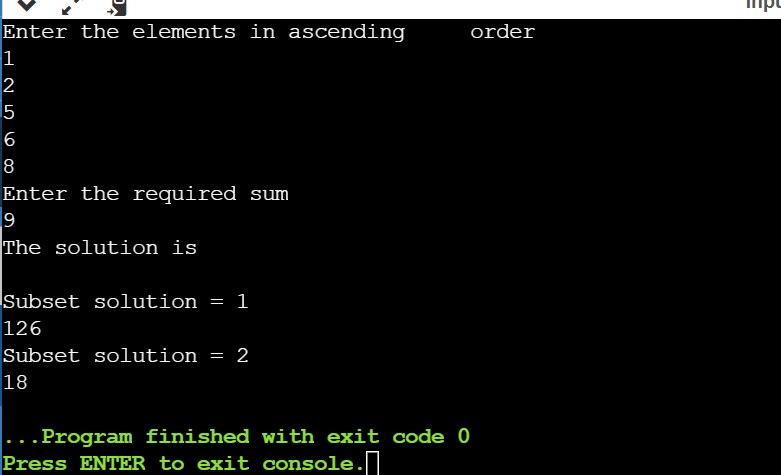 Enter the elements in ascending     order
1
2
5
6
8
Enter the required sum
9
The solution is
Subset solution = 1
126
Subset solution = 2
18
...Program finished with exit code 0
Press ENTER to exit console.